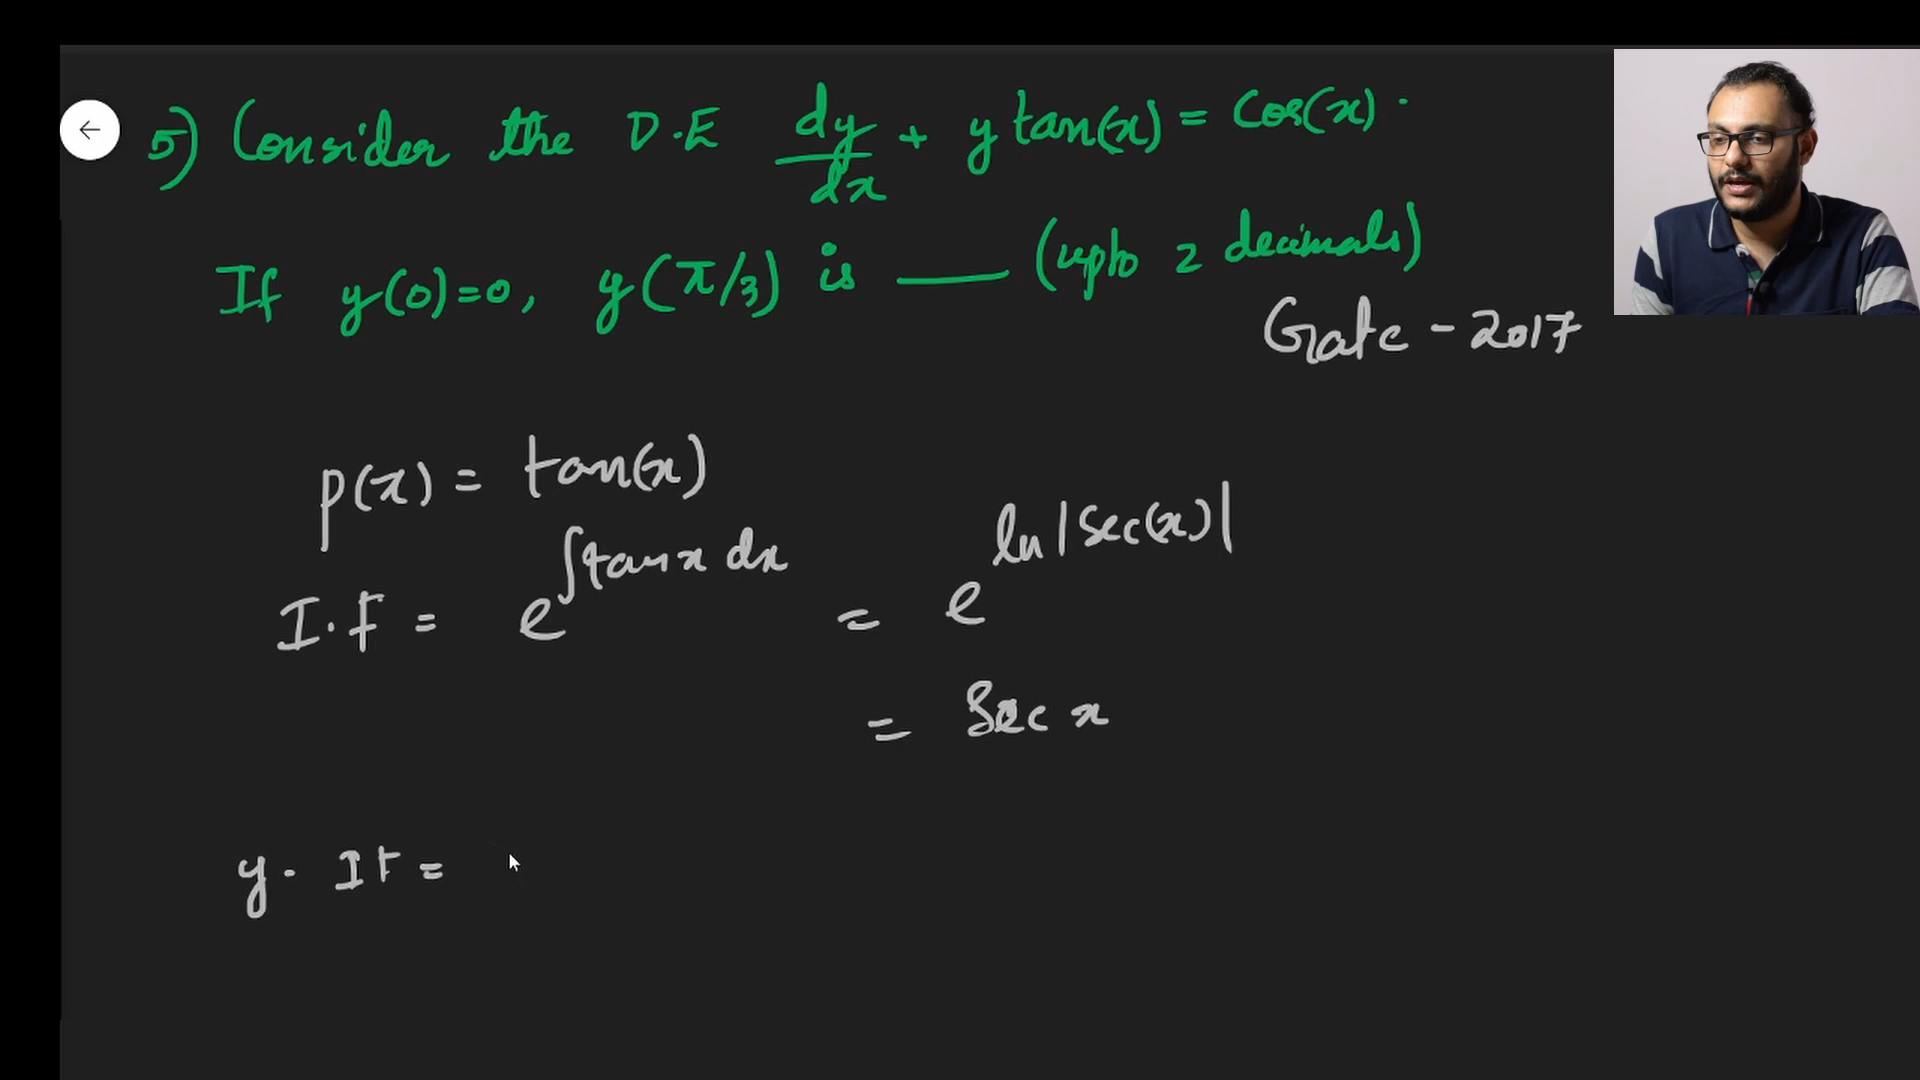 5) Consider the D.E dy/dx + y tan(x) = cos(x).
If y(0)=0, y(π/3) is ___ (upto 2 decimals)
Gate - 2017
p(x) = tan(x)
I.F = e^∫tan x dx = e^ln|sec(x)|
= Sec x
y. IF =